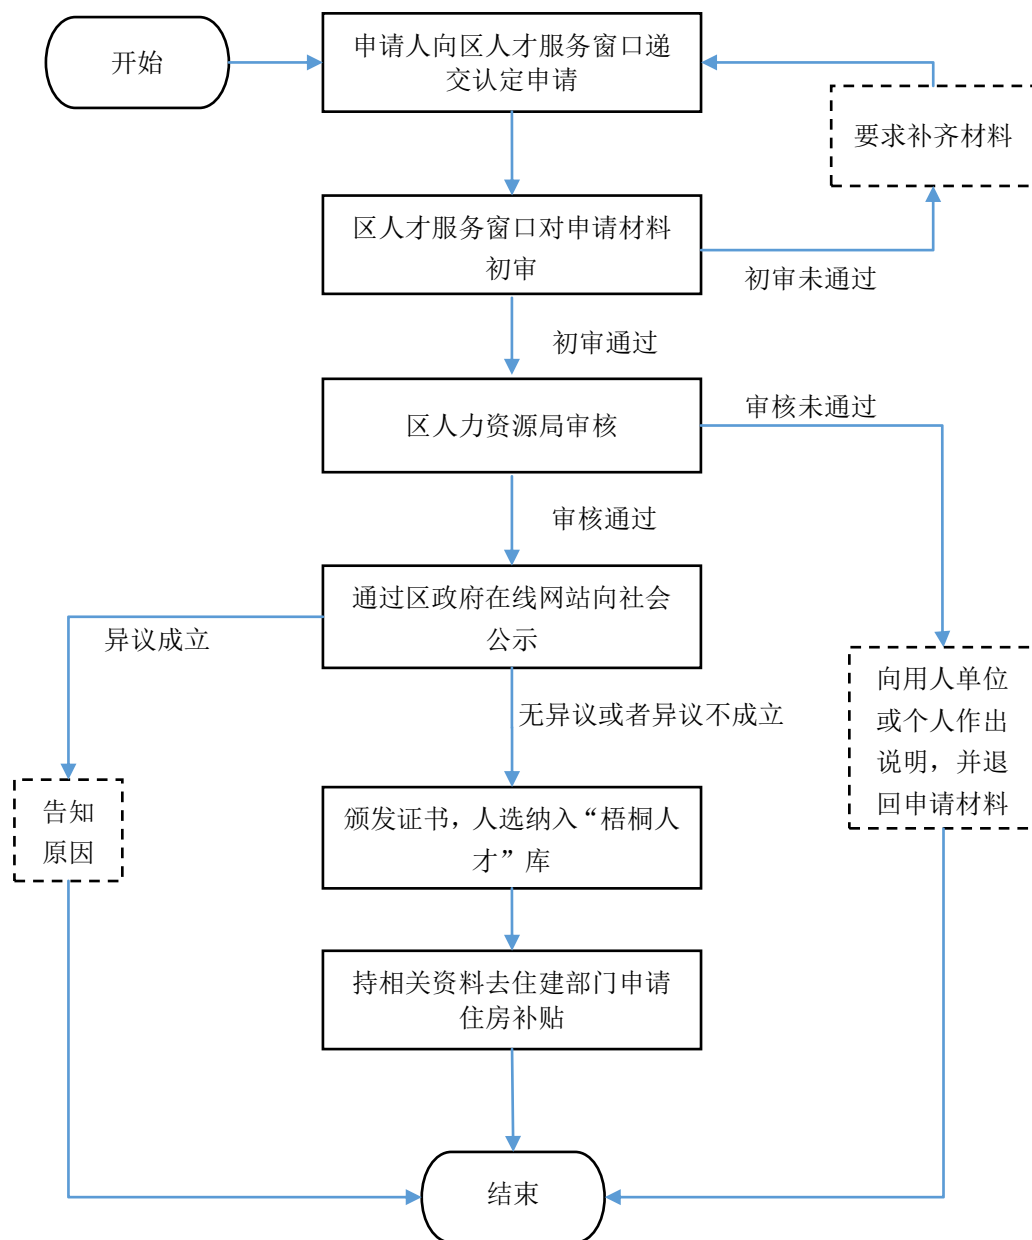 开始
申请人向区人才服务窗口递
交认定申请
要求补齐材料
区人才服务窗口对申请材料
初审
初审未通过
初审通过
区人力资源局审核
审核未通过
审核通过
通过区政府在线网站向社会
公示
异议成立
无异议或者异议不成立
向用人单位
或个人作出
说明，并退
回申请材料
告知
原因
颁发证书，人选纳入“梧桐人
才”库
持相关资料去住建部门申请
住房补贴
结束